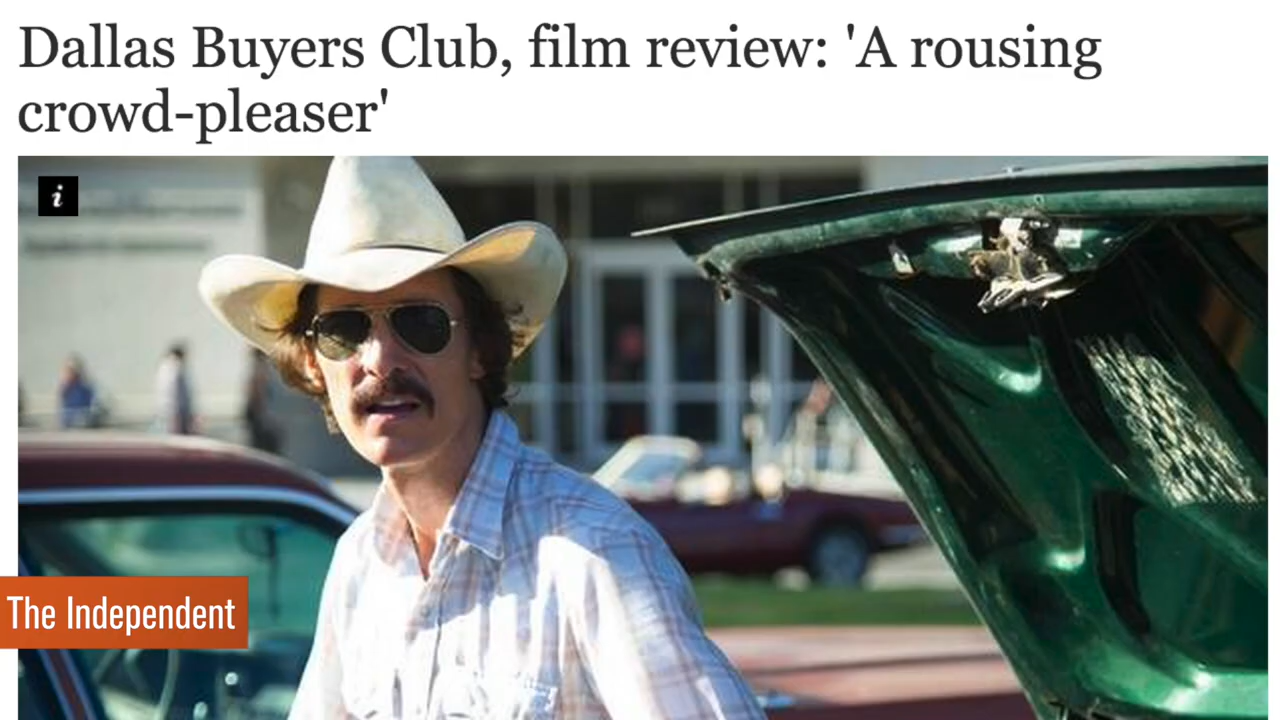 Dallas Buyers Club, film review: 'A rousing
crowd-pleaser'
i
The Independent